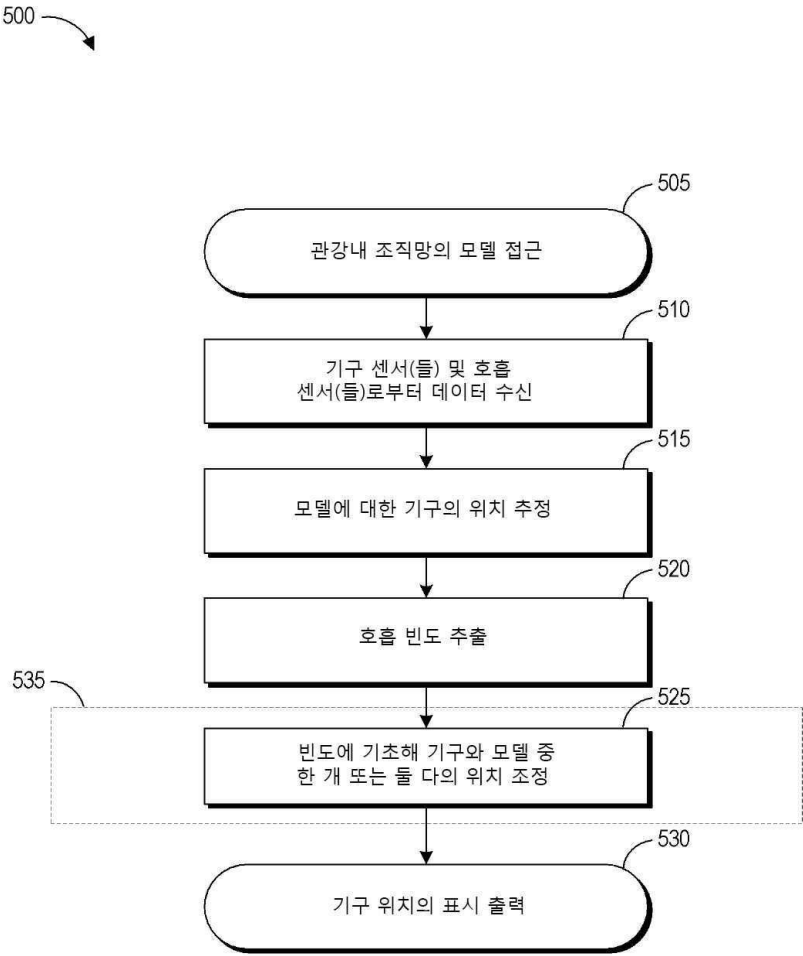 500
505
관강내 조직망의 모델 접근
510
기구 센서(들) 및 호흡
센서(들)로부터 데이터 수신
515
모델에 대한 기구의 위치 추정
520
호흡 빈도 추출
535
525
빈도에 기초해 기구와 모델 중
한 개 또는 둘 다의 위치 조정
530
기구 위치의 표시 출력